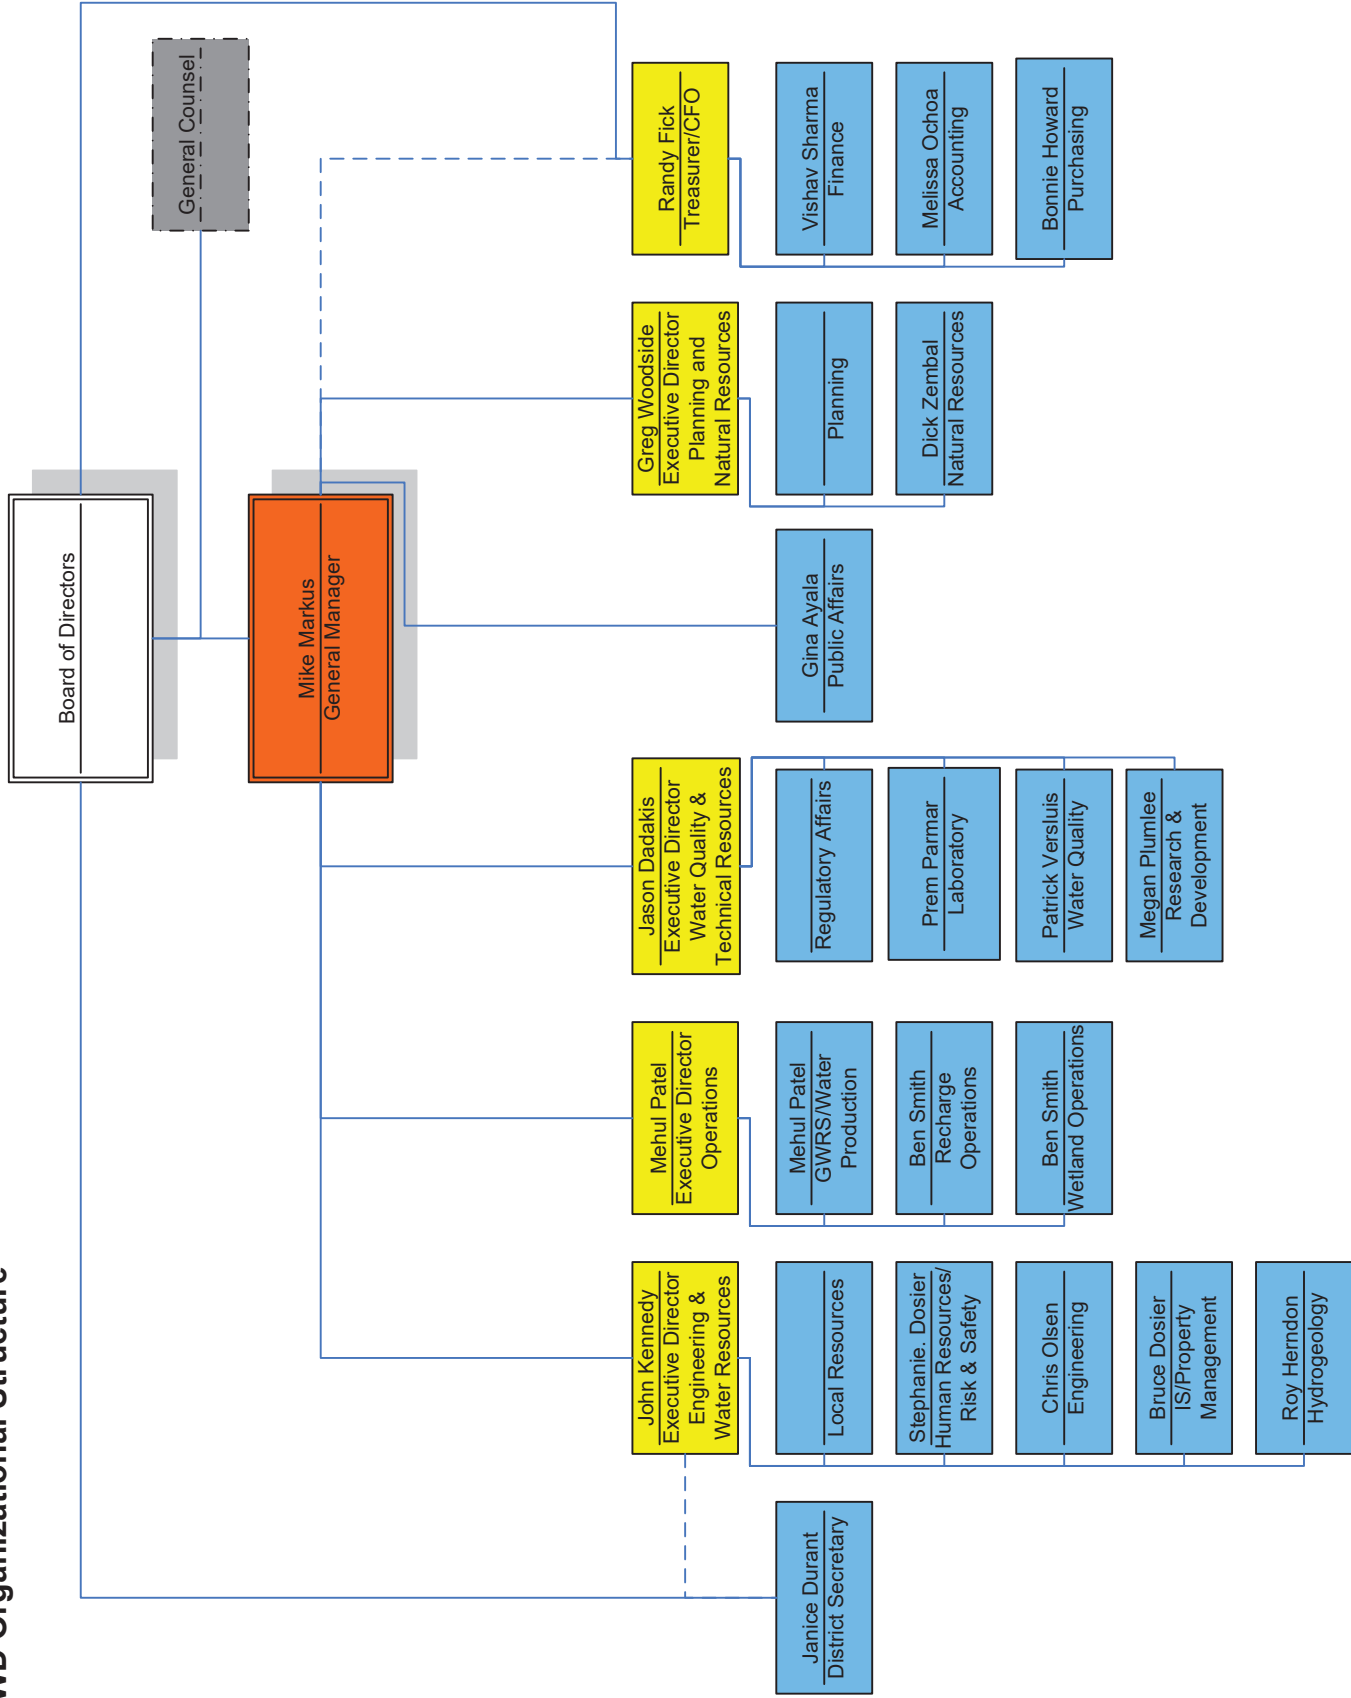 WD Organizational Structure
Board of Directors
General Counsel
Mike Markus
General Manager
Janice Durant
District Secretary
John Kennedy
Executive Director
Engineering &
Water Resources
Local Resources
Stephanie. Dosier
Human Resources/
Risk & Safety
Chris Olsen
Engineering
Bruce Dosier
IS/Property
Management
Roy Herndon
Hydrogeology
Mehul Patel
Executive Director
Operations
Mehul Patel
GWRS/Water
Production
Ben Smith
Recharge
Operations
Ben Smith
Wetland Operations
Jason Dadakis
Executive Director
Water Quality &
Technical Resources
Regulatory Affairs
Prem Parmar
Laboratory
Patrick Versluis
Water Quality
Megan Plumlee
Research &
Development
Gina Ayala
Public Affairs
Greg Woodside
Executive Director
Planning and
Natural Resources
Planning
Dick Zembal
Natural Resources
Randy Fick
Treasurer/CFO
Vishav Sharma
Finance
Melissa Ochoa
Accounting
Bonnie Howard
Purchasing